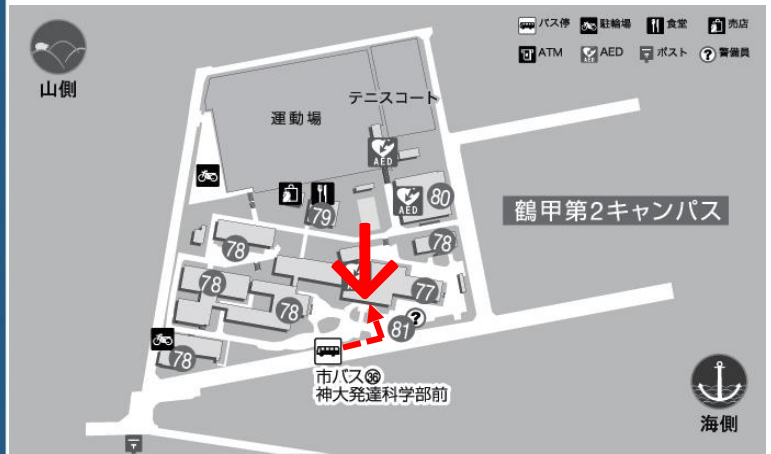 バス停
駐輪場
食堂
売店
ATM
AED
ポスト
? 警備員
山側
テニスコート
運動場
AED
AED
80
79
鶴甲第2キャンパス
78
78
78
77
78
81
?
78
市バス㊱
神大発達科学部前
海側